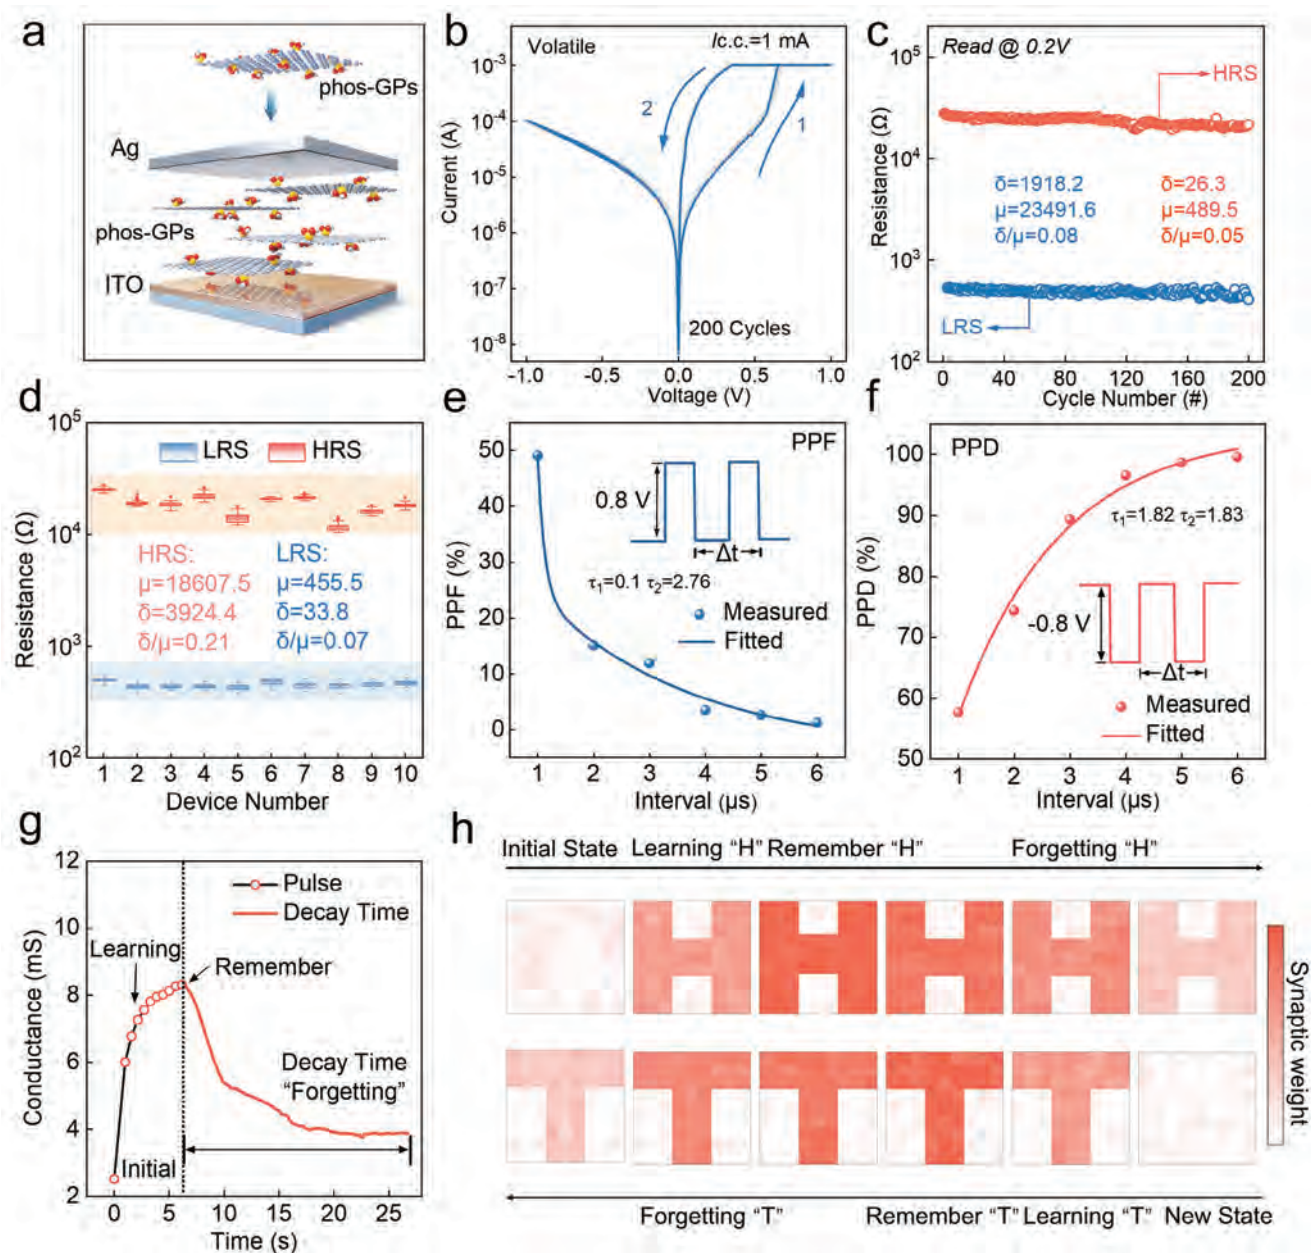 a
phos-GPs
Ag
phos-GPs
ITO
b
Volatile
Ic.c.=1 mA
10⁻³
10⁻⁴
10⁻⁵
10⁻⁶
10⁻⁷
10⁻⁸
Current (A)
2
1
200 Cycles
-1.0 -0.5 0.0 0.5 1.0
Voltage (V)
c
Read @ 0.2V
10⁵
10⁴
10³
10²
Resistance (Ω)
HRS
δ=1918.2
μ=23491.6
δ/μ=0.08
δ=26.3
μ=489.5
δ/μ=0.05
LRS
0 40 80 120 160 200
Cycle Number (#)
d
10⁵
10⁴
10³
10²
Resistance (Ω)
LRS HRS
HRS:
μ=18607.5
δ=3924.4
δ/μ=0.21
LRS:
μ=455.5
δ=33.8
δ/μ=0.07
1 2 3 4 5 6 7 8 9 10
Device Number
e
PPF
50
40
30
20
10
0
PPF (%)
0.8 V
Δt
τ₁=0.1 τ₂=2.76
Measured
Fitted
1 2 3 4 5 6
Interval (μs)
f
PPD
100
90
80
70
60
50
PPD (%)
τ₁=1.82 τ₂=1.83
-0.8 V
Δt
Measured
Fitted
1 2 3 4 5 6
Interval (μs)
g
12
10
8
6
4
2
Conductance (mS)
Pulse
Decay Time
Learning
Remember
Decay Time
“Forgetting”
Initial
0 5 10 15 20 25
Time (s)
h
Initial State Learning “H” Remember “H” Forgetting “H”
Synaptic weight
Forgetting “T” Remember “T” Learning “T” New State